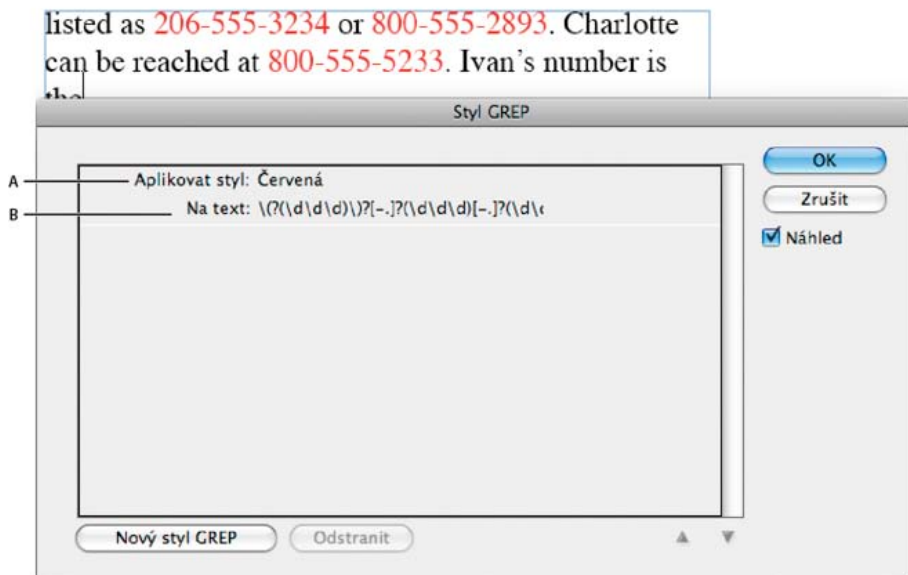 listed as 206-555-3234 or 800-555-2893. Charlotte
can be reached at 800-555-5233. Ivan’s number is
the
Styl GREP
A
Aplikovat styl: Červená
B
Na text: \(?(\d\d\d)\)?[-.]?(\d\d\d)[-.]?(\d\
OK
Zrušit
Náhled
Nový styl GREP
Odstranit